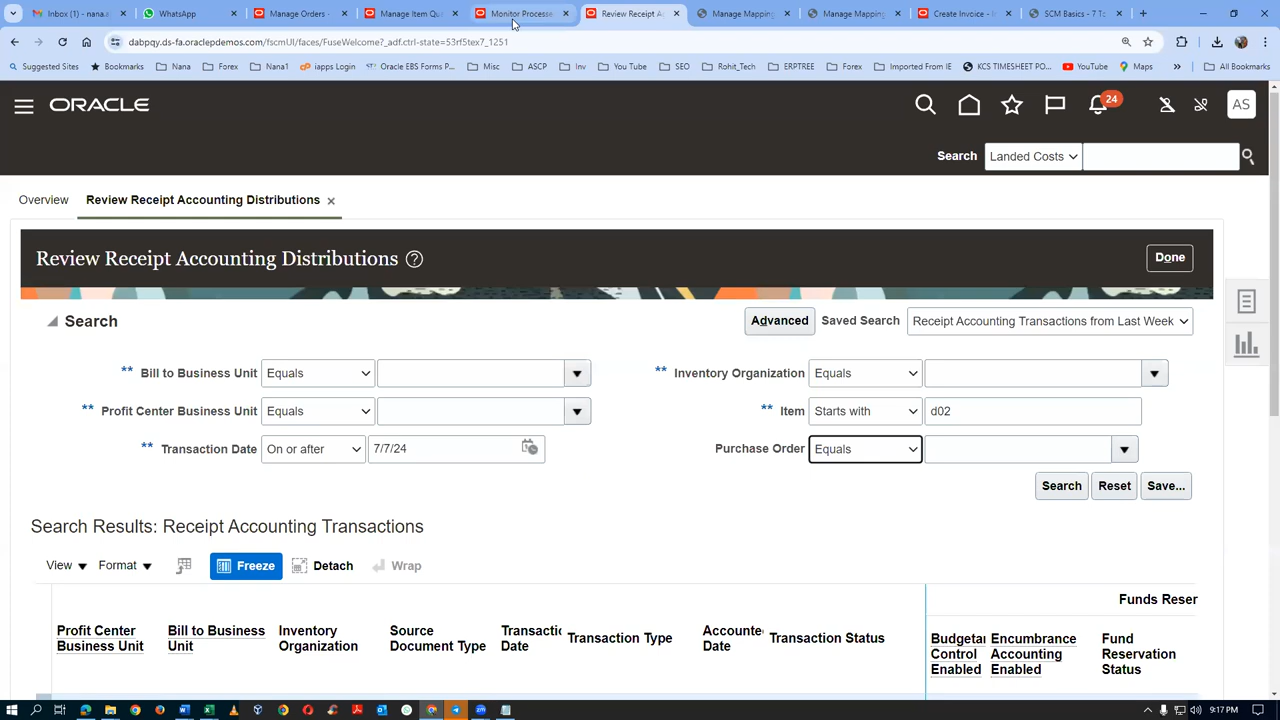 Inbox (1) - nana.a
WhatsApp
Manage Orders -
Manage Item Qu
Monitor Processe
Review Receipt A
Manage Mapping
Manage Mapping
Create Invoice - I
SCM Basics - 7 To
dabpqy.ds-fa.oraclepdemos.com/fscmUI/faces/FuseWelcome?_adf.ctrl-state=53rf5tex7_1251
Suggested Sites
Bookmarks
Nana
Forex
Nana1
iapps Login
Oracle EBS Forms P...
Misc
ASCP
Inv
You Tube
SEO
Rohit_Tech
ERPTREE
Forex
Imported From IE
KCS TIMESHEET PO...
YouTube
Maps
»
All Bookmarks
ORACLE
24
AS
Search
Landed Costs
Overview
Review Receipt Accounting Distributions ×
Review Receipt Accounting Distributions ?
Done
Search
Advanced
Saved Search
Receipt Accounting Transactions from Last Week
** Bill to Business Unit
Equals
** Inventory Organization
Equals
** Profit Center Business Unit
Equals
** Item
Starts with
d02
** Transaction Date
On or after
7/7/24
Purchase Order
Equals
Search
Reset
Save...
Search Results: Receipt Accounting Transactions
View
Format
Freeze
Detach
Wrap
Funds Reser
Profit Center Business Unit
Bill to Business Unit
Inventory Organization
Source Document Type
Transactic Date
Transaction Type
Accounte Date
Transaction Status
Budgetar Control Enabled
Encumbrance Accounting Enabled
Fund Reservation Status
9:17 PM